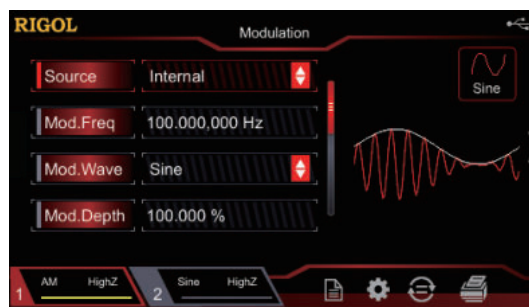 RIGOL
Modulation
Source Internal
Sine
Mod.Freq 100.000,000 Hz
Mod.Wave Sine
Mod.Depth 100.000 %
1 AM HighZ 2 Sine HighZ